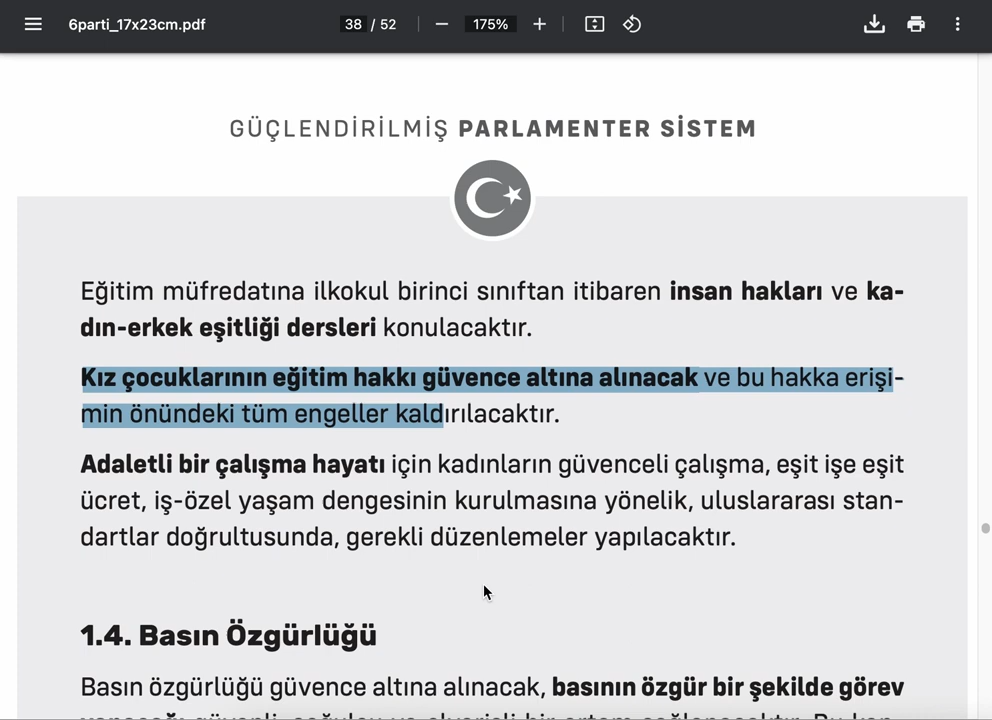 6parti_17x23cm.pdf
38 / 52
175%
GÜÇLENDİRİLMİŞ PARLAMENTER SİSTEM
Eğitim müfredatına ilkokul birinci sınıftan itibaren insan hakları ve ka-
dın-erkek eşitliği dersleri konulacaktır.
Kız çocuklarının eğitim hakkı güvence altına alınacak ve bu hakka erişi-
min önündeki tüm engeller kaldırılacaktır.
Adaletli bir çalışma hayatı için kadınların güvenceli çalışma, eşit işe eşit
ücret, iş-özel yaşam dengesinin kurulmasına yönelik, uluslararası stan-
dartlar doğrultusunda, gerekli düzenlemeler yapılacaktır.
1.4. Basın Özgürlüğü
Basın özgürlüğü güvence altına alınacak, basının özgür bir şekilde görev